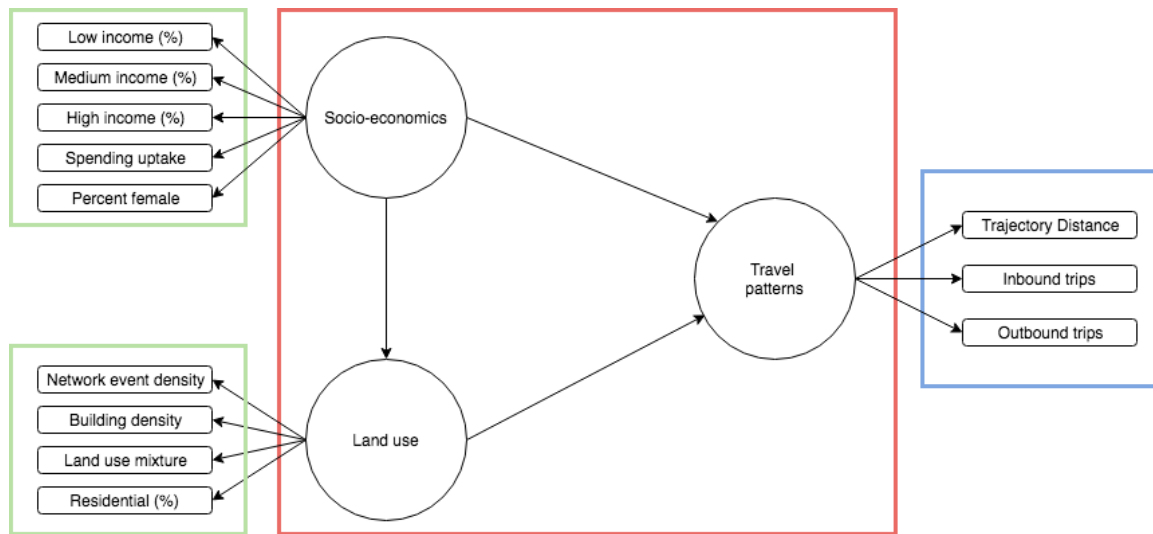 Low income (%)
Medium income (%)
High income (%)
Spending uptake
Percent female
Socio-economics
Network event density
Building density
Land use mixture
Residential (%)
Land use
Travel
patterns
Trajectory Distance
Inbound trips
Outbound trips